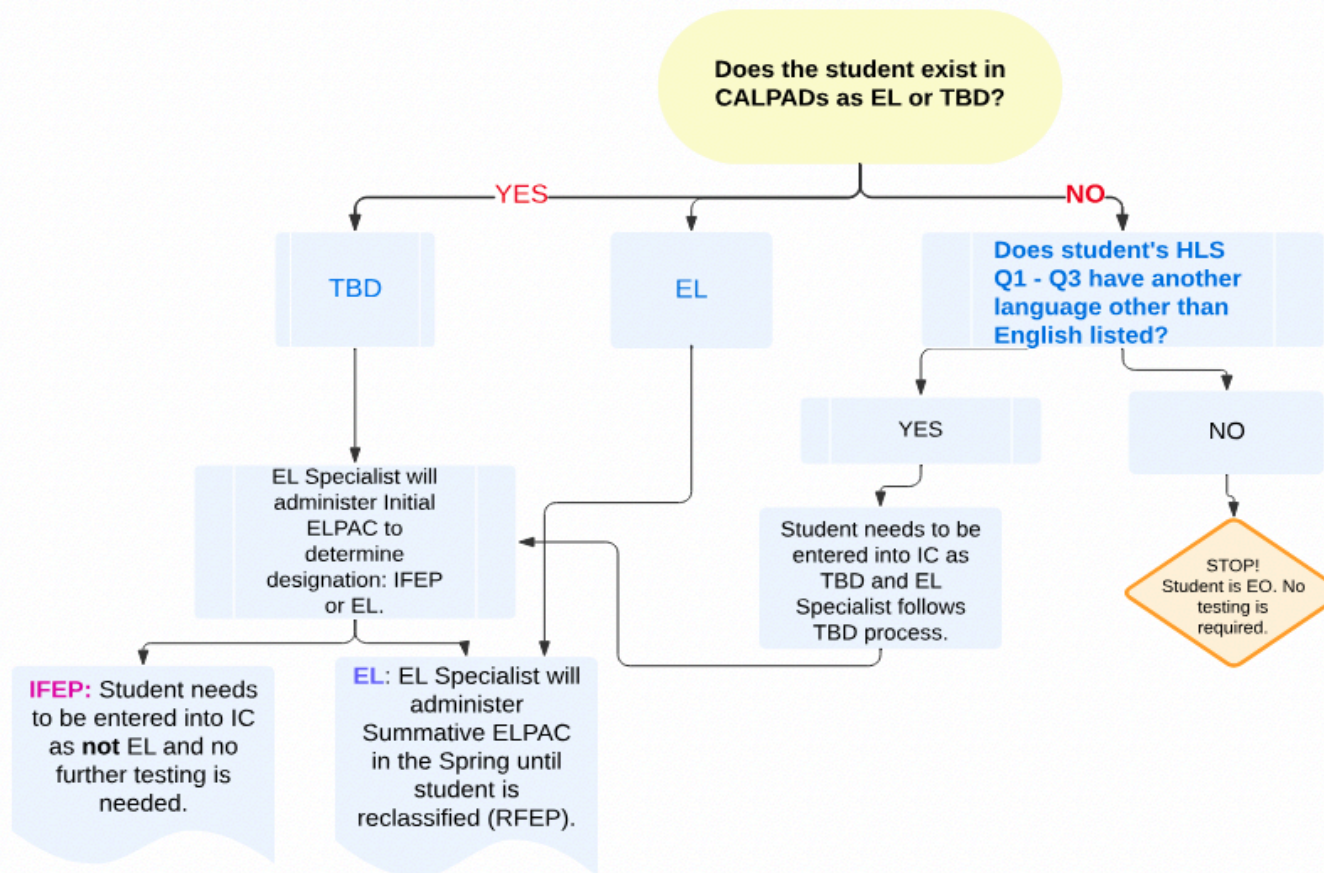 Does the student exist in
CALPADs as EL or TBD?
YES
NO
TBD
EL
Does student's HLS
Q1 - Q3 have another
language other than
English listed?
YES
NO
EL Specialist will
administer Initial
ELPAC to
determine
designation: IFEP
or EL.
Student needs to be
entered into IC as
TBD and EL
Specialist follows
TBD process.
STOP!
Student is EO. No
testing is
required.
IFEP: Student needs
to be entered into IC
as not EL and no
further testing is
needed.
EL: EL Specialist will
administer
Summative ELPAC
in the Spring until
student is
reclassified (RFEP).